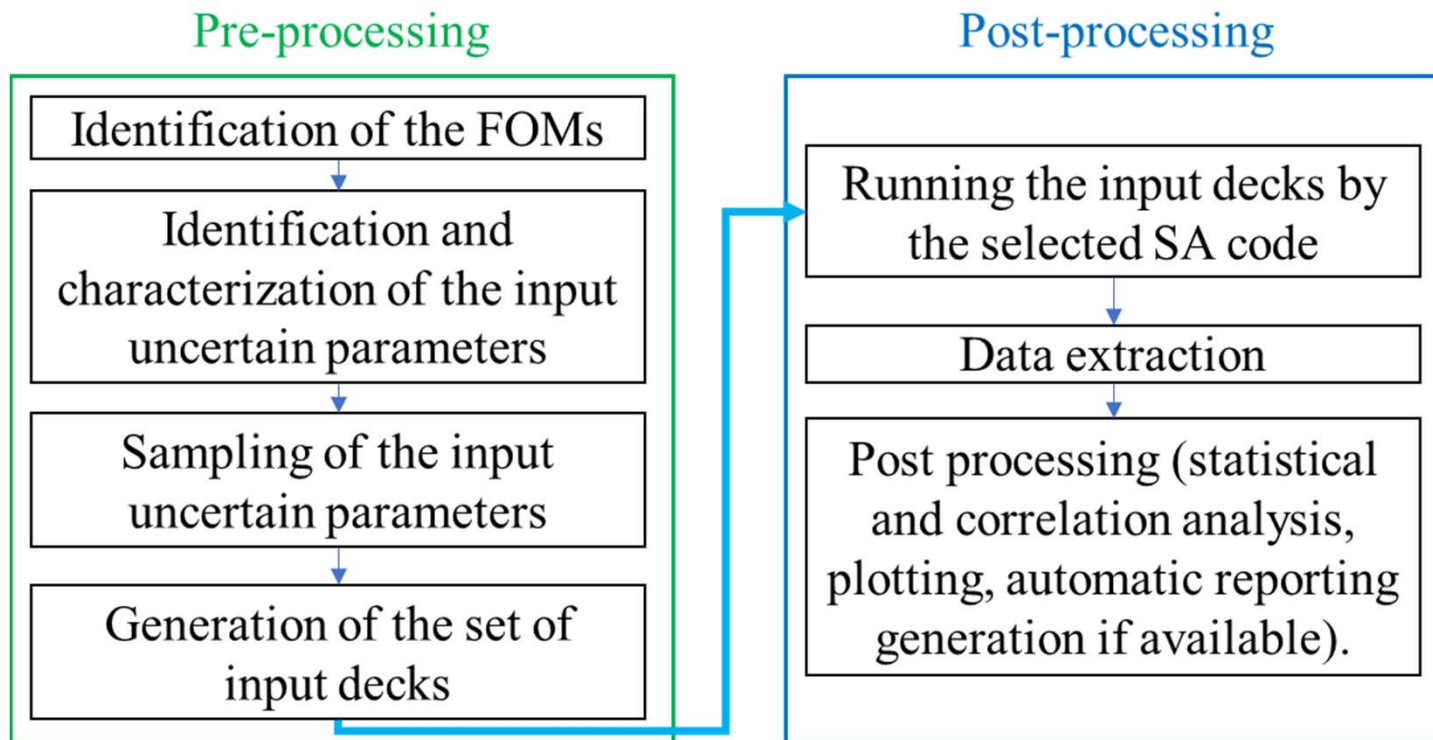 Pre-processing
Identification of the FOMs
Identification and
characterization of the input
uncertain parameters
Sampling of the input
uncertain parameters
Generation of the set of
input decks
Post-processing
Running the input decks by
the selected SA code
Data extraction
Post processing (statistical
and correlation analysis,
plotting, automatic reporting
generation if available).